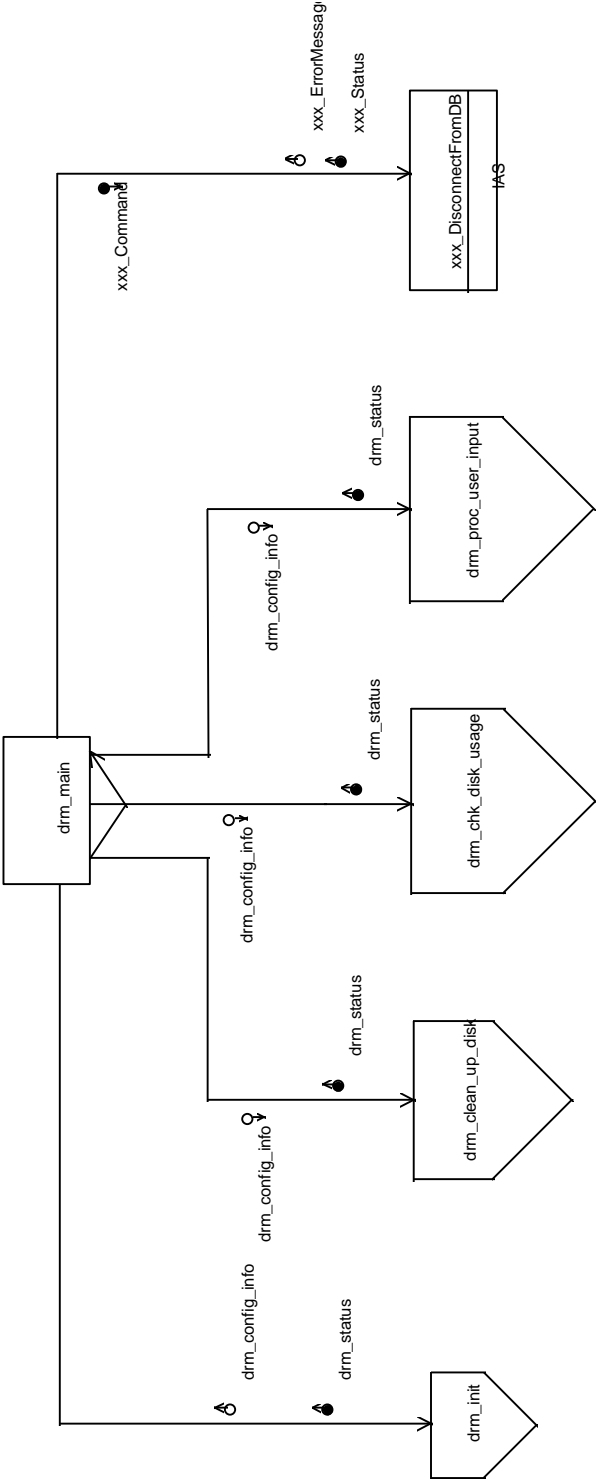 drm_main
xxx_Command
drm_config_info
drm_config_info
drm_config_info
drm_config_info
xxx_ErrorMessage
drm_status
drm_status
drm_status
drm_status
xxx_Status
drm_init
drm_clean_up_disk
drm_chk_disk_usage
drm_proc_user_input
xxx_DisconnectFromDB
IAS